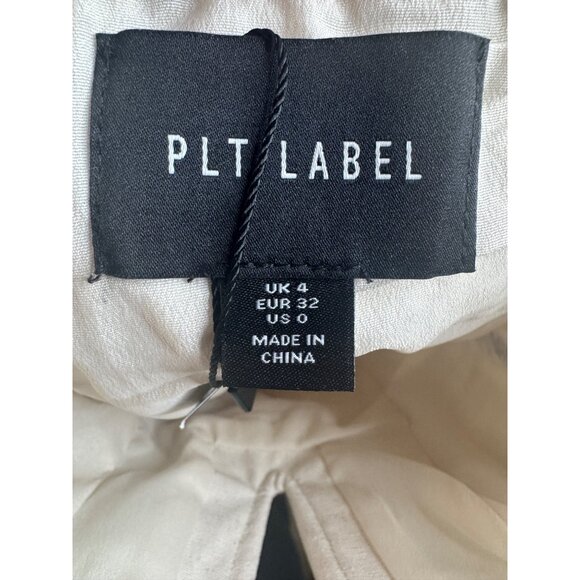 PLT LABEL
UK 4
EUR 32
US 0
MADE IN
CHINA